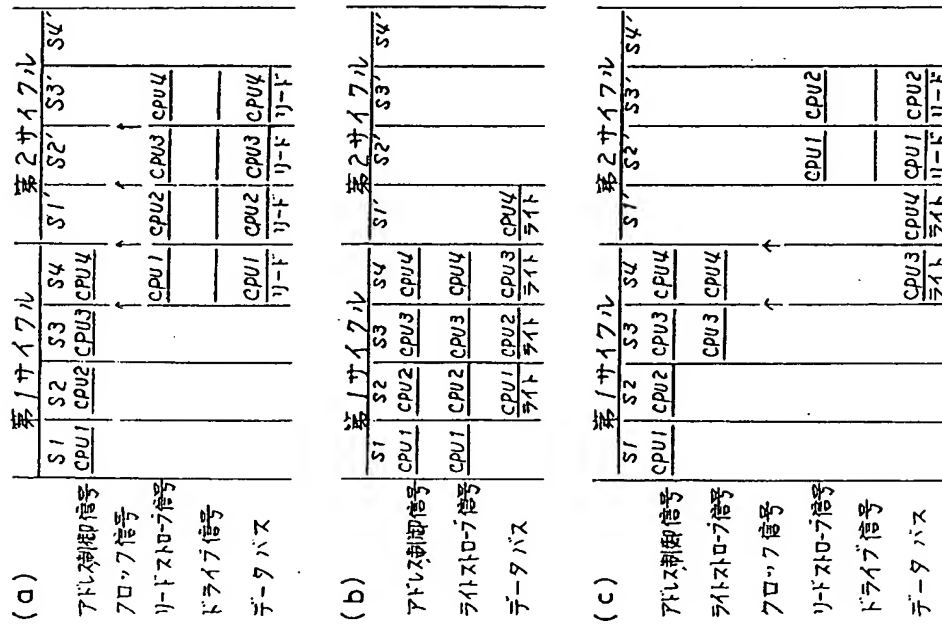 (a)
第1サイクル 第2サイクル
S1 S2 S3 S4 S1' S2' S3' S4'
アドレス制御信号 CPU1 CPU2 CPU3 CPU4
クロック信号 ↑ ↑ ↑ ↑
リードストローブ信号 CPU1 CPU2 CPU3 CPU4
ドライブ信号
データバス CPU1 CPU2 CPU3 CPU4
リード リード リード リード
(b)
第1サイクル 第2サイクル
S1 S2 S3 S4 S1' S2' S3' S4'
アドレス制御信号 CPU1 CPU2 CPU3 CPU4
ライトストローブ信号 CPU1 CPU2 CPU3 CPU4
データバス CPU1 CPU2 CPU3 CPU4
ライト ライト ライト ライト
(c)
第1サイクル 第2サイクル
S1 S2 S3 S4 S1' S2' S3' S4'
アドレス制御信号 CPU1 CPU2 CPU3 CPU4
ライトストローブ信号 CPU3 CPU4
クロック信号 ↑ ↑
リードストローブ信号 CPU1 CPU2
ドライブ信号
データバス CPU3 CPU4 CPU1 CPU2
ライト ライト リード リード